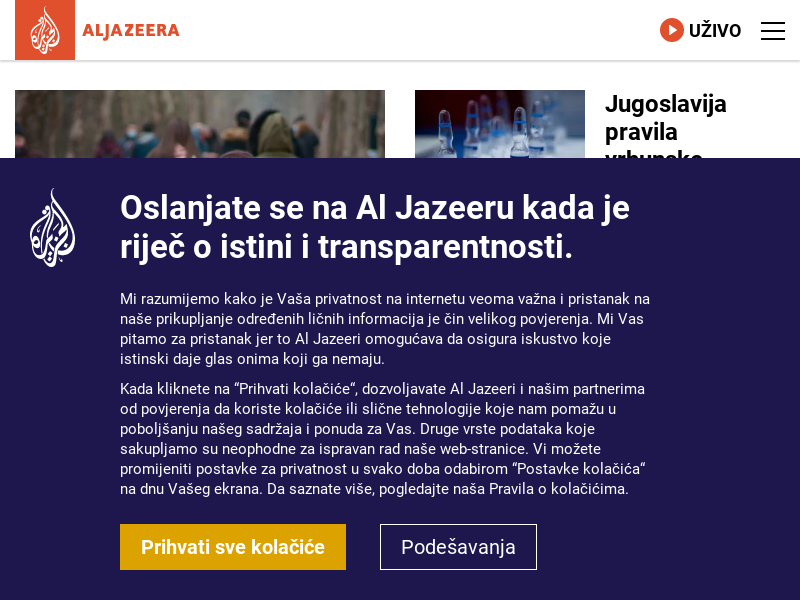 ALJAZEERA
UŽIVO
Jugoslavija
pravila
Oslanjate se na Al Jazeeru kada je
riječ o istini i transparentnosti.
Mi razumijemo kako je Vaša privatnost na internetu veoma važna i pristanak na
naše prikupljanje određenih ličnih informacija je čin velikog povjerenja. Mi Vas
pitamo za pristanak jer to Al Jazeeri omogućava da osigura iskustvo koje
istinski daje glas onima koji ga nemaju.
Kada kliknete na “Prihvati kolačiće“, dozvoljavate Al Jazeeri i našim partnerima
od povjerenja da koriste kolačiće ili slične tehnologije koje nam pomažu u
poboljšanju našeg sadržaja i ponuda za Vas. Druge vrste podataka koje
sakupljamo su neophodne za ispravan rad naše web-stranice. Vi možete
promijeniti postavke za privatnost u svako doba odabirom “Postavke kolačića“
na dnu Vašeg ekrana. Da saznate više, pogledajte naša Pravila o kolačićima.
Prihvati sve kolačiće
Podešavanja